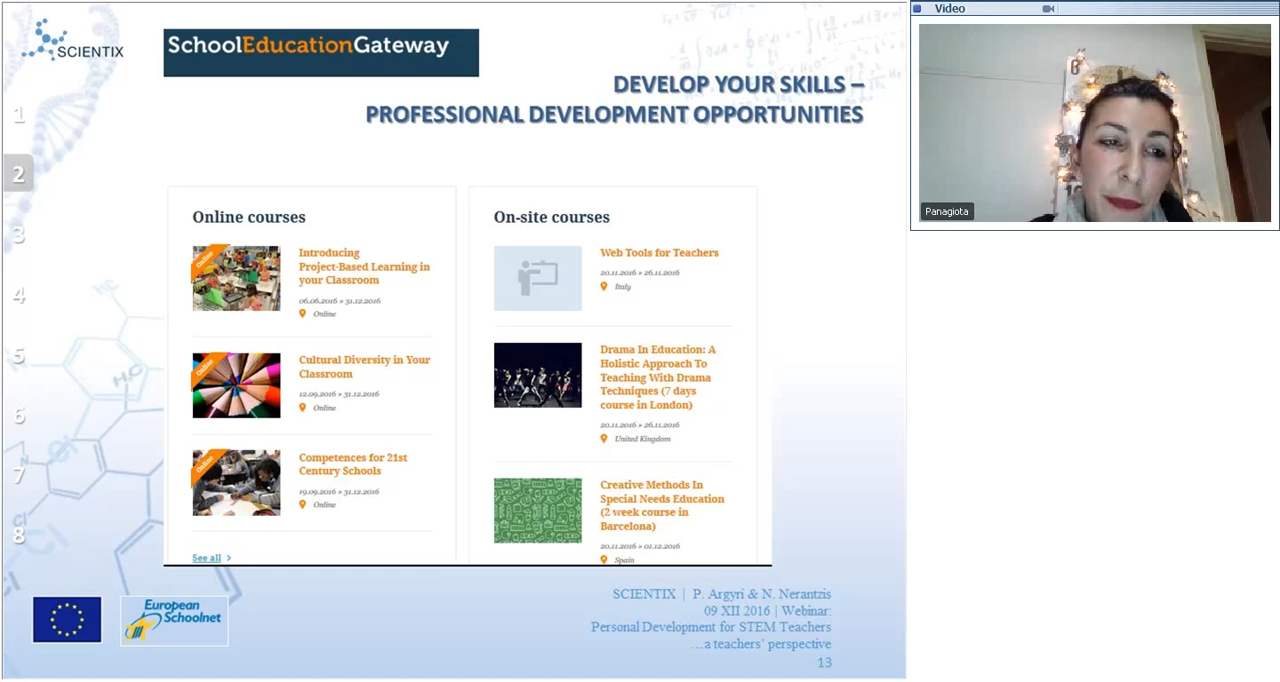 SCIENTIX
SchoolEducationGateway
DEVELOP YOUR SKILLS –
PROFESSIONAL DEVELOPMENT OPPORTUNITIES
1
2
3
4
5
6
7
8
Online courses
Online
Introducing
Project-Based Learning in
your Classroom
06.06.2016 » 31.12.2016
Online
Online
Cultural Diversity in Your
Classroom
12.09.2016 » 31.12.2016
Online
Online
Competences for 21st
Century Schools
19.09.2016 » 31.12.2016
Online
See all >
On-site courses
Web Tools for Teachers
20.11.2016 » 26.11.2016
Italy
Drama In Education: A
Holistic Approach To
Teaching With Drama
Techniques (7 days
course in London)
20.11.2016 » 26.11.2016
United Kingdom
Creative Methods In
Special Needs Education
(2 week course in
Barcelona)
20.11.2016 » 01.12.2016
Spain
European
Schoolnet
SCIENTIX | P. Argyri & N. Nerantzis
09 XII 2016 | Webinar:
Personal Development for STEM Teachers
…a teachers’ perspective
13
Video
Panagiota